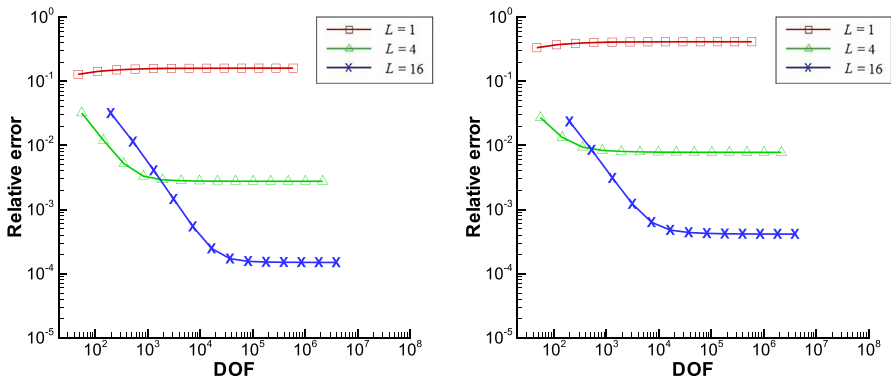 10^0
10^-1
10^-2
10^-3
10^-4
10^-5
Relative error
10^2 10^3 10^4 10^5 10^6 10^7 10^8
DOF
L = 1
L = 4
L = 16
10^0
10^-1
10^-2
10^-3
10^-4
10^-5
Relative error
10^2 10^3 10^4 10^5 10^6 10^7 10^8
DOF
L = 1
L = 4
L = 16